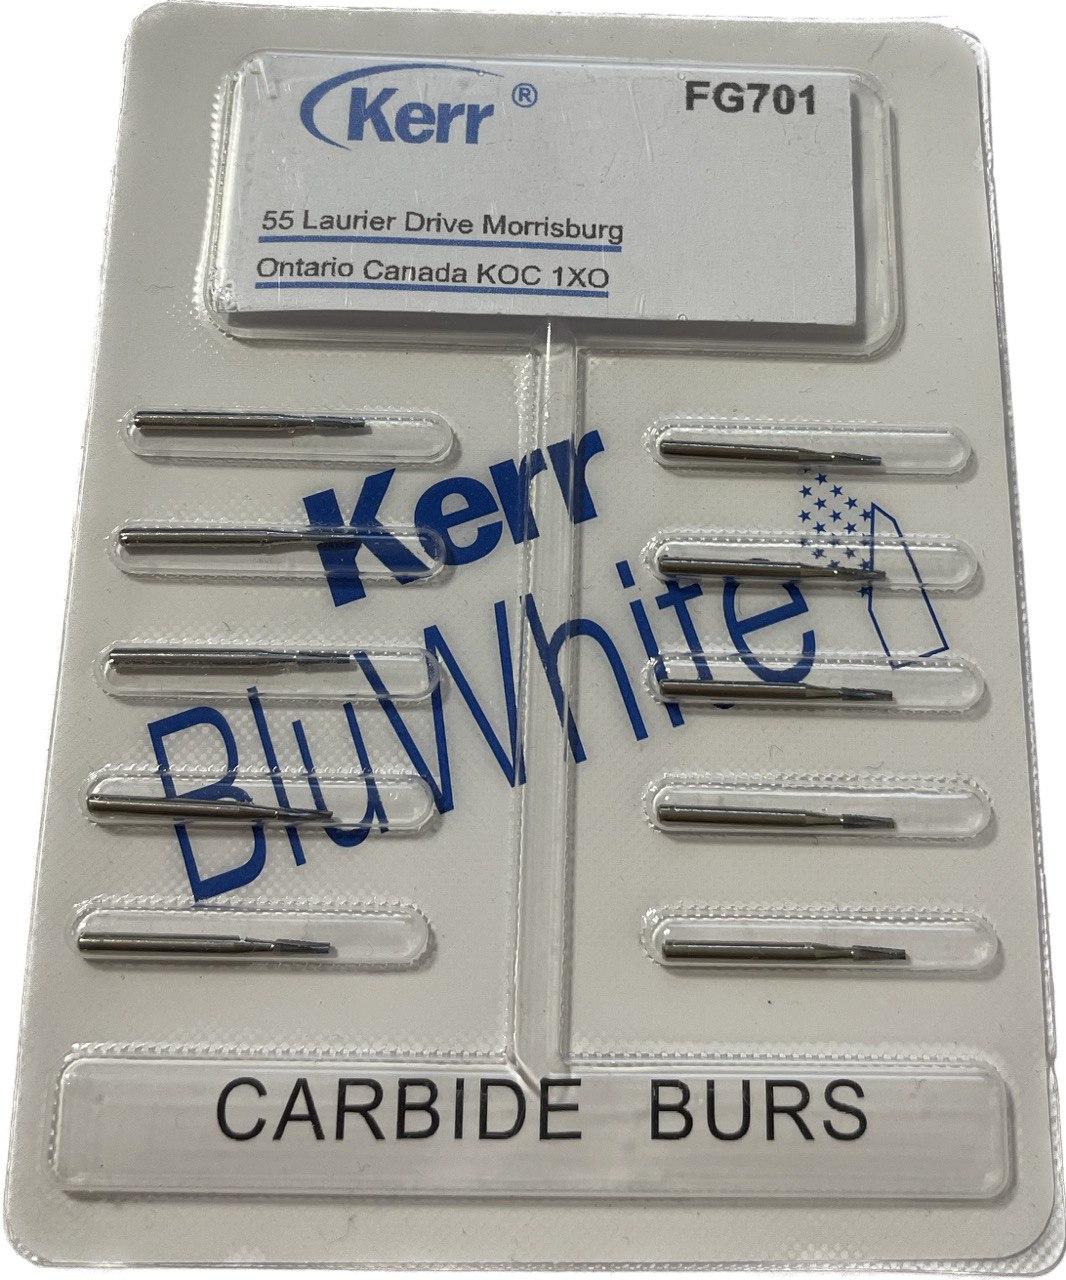 Kerr ®
FG701
55 Laurier Drive Morrisburg
Ontario Canada KOC 1XO
Kerr
BluWhite
CARBIDE BURS